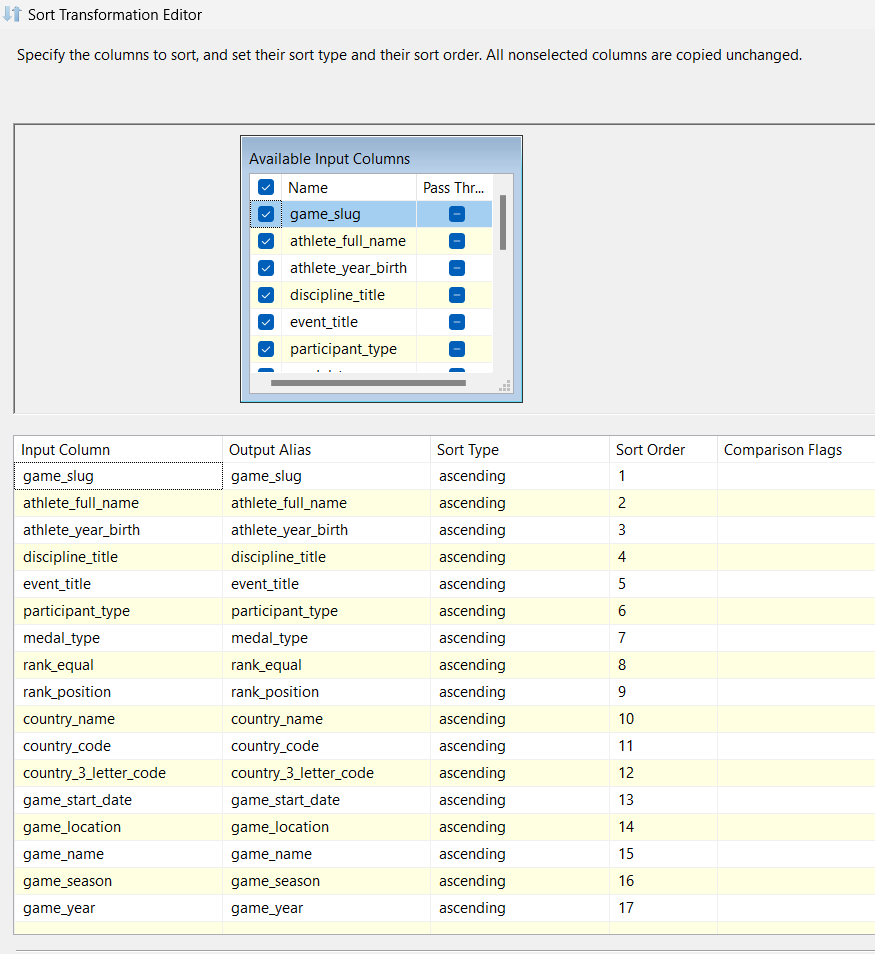 Sort Transformation Editor
Specify the columns to sort, and set their sort type and their sort order. All nonselected columns are copied unchanged.
Available Input Columns
Name Pass Thr...
game_slug
athlete_full_name
athlete_year_birth
discipline_title
event_title
participant_type
Input Column Output Alias Sort Type Sort Order Comparison Flags
game_slug game_slug ascending 1
athlete_full_name athlete_full_name ascending 2
athlete_year_birth athlete_year_birth ascending 3
discipline_title discipline_title ascending 4
event_title event_title ascending 5
participant_type participant_type ascending 6
medal_type medal_type ascending 7
rank_equal rank_equal ascending 8
rank_position rank_position ascending 9
country_name country_name ascending 10
country_code country_code ascending 11
country_3_letter_code country_3_letter_code ascending 12
game_start_date game_start_date ascending 13
game_location game_location ascending 14
game_name game_name ascending 15
game_season game_season ascending 16
game_year game_year ascending 17